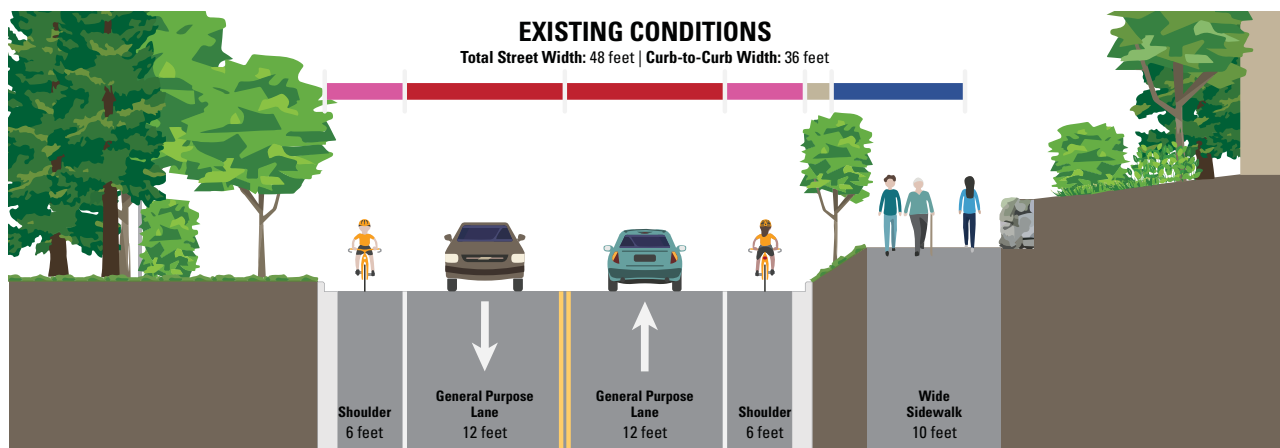 EXISTING CONDITIONS
Total Street Width: 48 feet | Curb-to-Curb Width: 36 feet
Shoulder
6 feet
General Purpose
Lane
12 feet
General Purpose
Lane
12 feet
Shoulder
6 feet
Wide
Sidewalk
10 feet